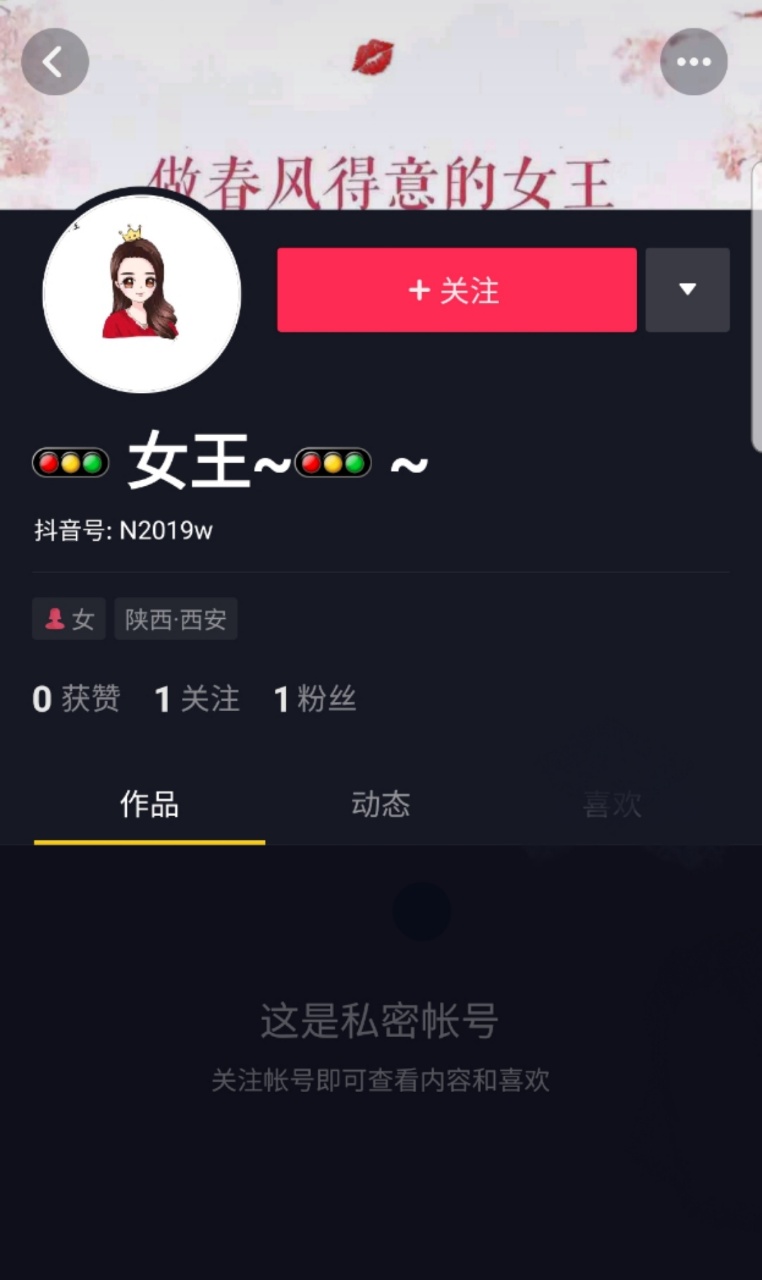 做春风得意的女王
+ 关注
🚥 女王~🚥 ~
抖音号: N2019w
女 陕西·西安
0 获赞 1 关注 1 粉丝
作品 动态 喜欢
这是私密帐号
关注帐号即可查看内容和喜欢